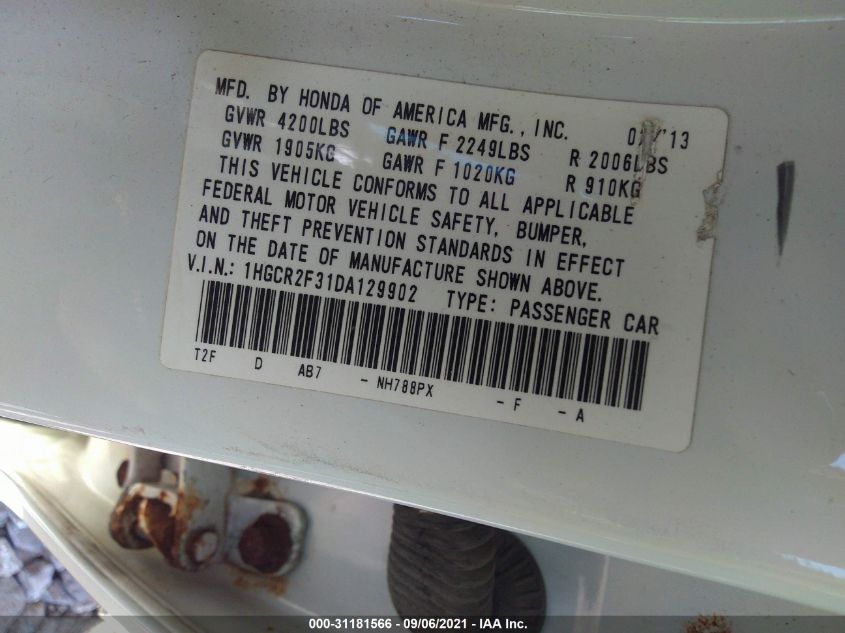 MFD. BY HONDA OF AMERICA MFG., INC. 13
GVWR 4200LBS GAWR F 2249LBS R 2006LBS
GVWR 1905KG GAWR F 1020KG R 910KG
THIS VEHICLE CONFORMS TO ALL APPLICABLE
FEDERAL MOTOR VEHICLE SAFETY, BUMPER,
AND THEFT PREVENTION STANDARDS IN EFFECT
ON THE DATE OF MANUFACTURE SHOWN ABOVE.
V.I.N.: 1HGCR2F31DA129902 TYPE: PASSENGER CAR
T2F D AB7 - NH788PX - F - A
000-31181566 - 09/06/2021 - IAA Inc.